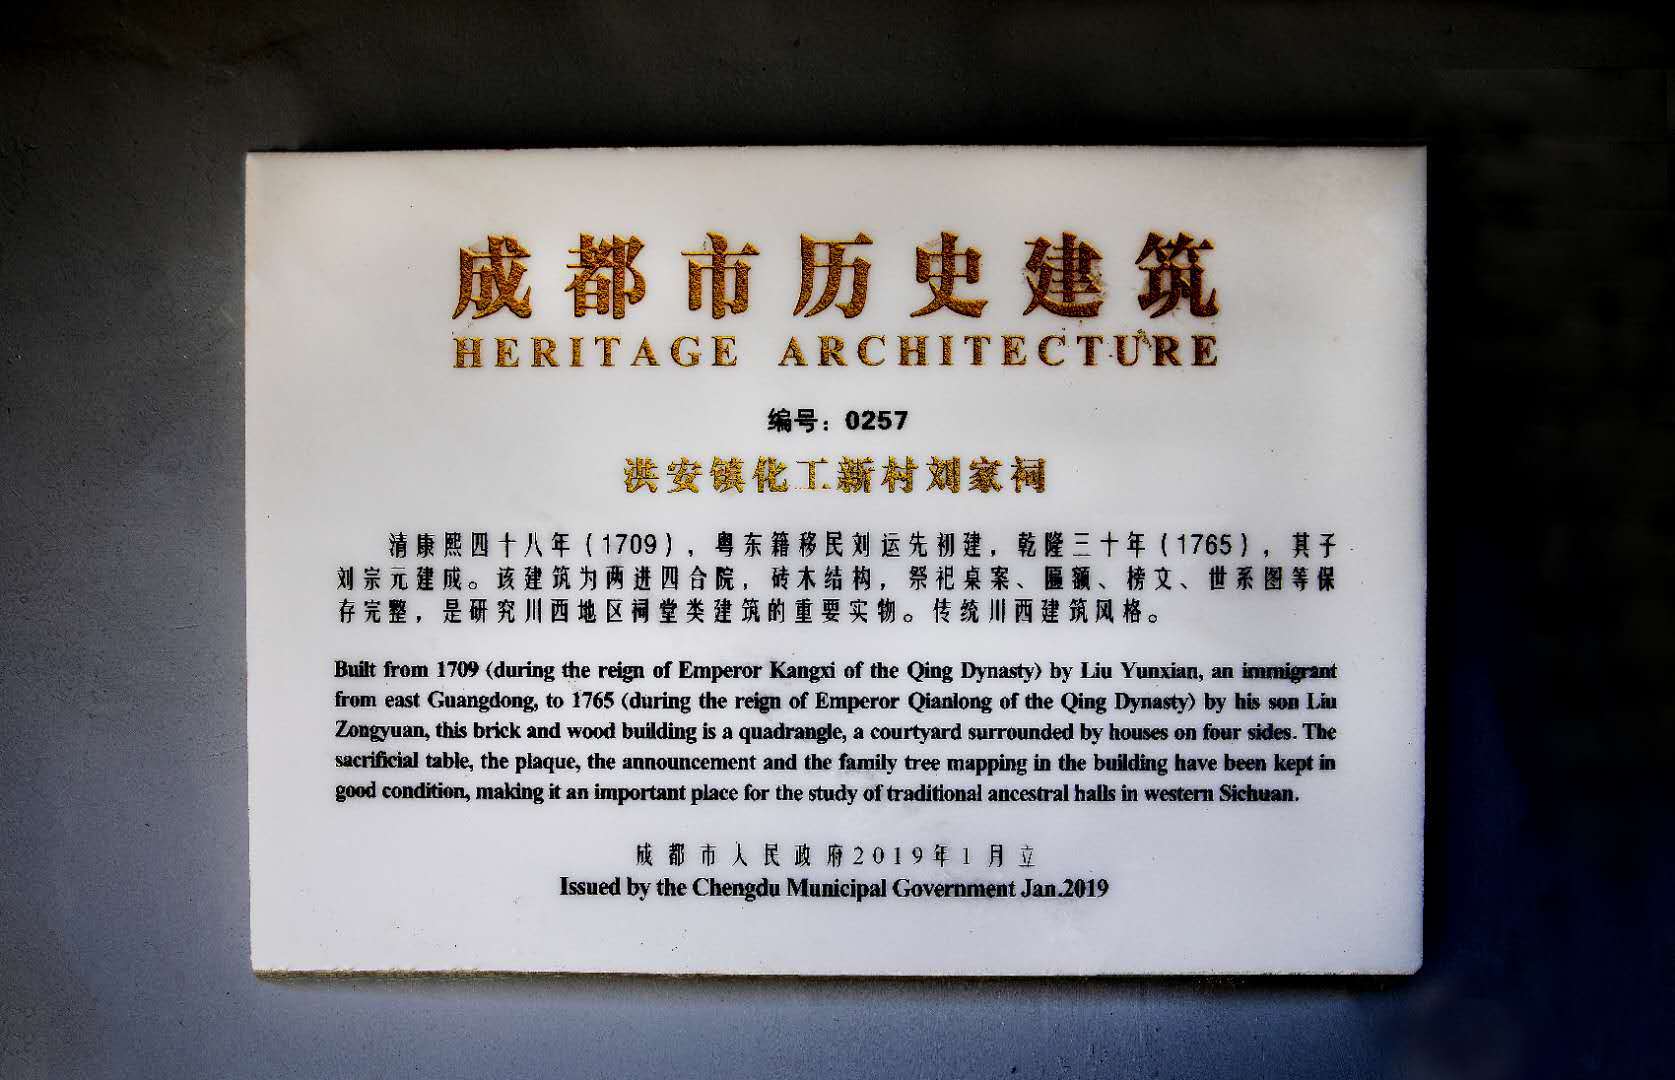 成都市历史建筑
HERITAGE ARCHITECTURE
编号：0257
洪安镇化工新村刘家祠
清康熙四十八年（1709），粤东籍移民刘运先初建，乾隆三十年（1765），其子
刘宗元建成。该建筑为两进四合院，砖木结构，祭祀桌案、匾额、榜文、世系图等保
存完整，是研究川西地区祠堂类建筑的重要实物。传统川西建筑风格。
Built from 1709 (during the reign of Emperor Kangxi of the Qing Dynasty) by Liu Yunxian, an immigrant
from east Guangdong, to 1765 (during the reign of Emperor Qianlong of the Qing Dynasty) by his son Liu
Zongyuan, this brick and wood building is a quadrangle, a courtyard surrounded by houses on four sides. The
sacrificial table, the plaque, the announcement and the family tree mapping in the building have been kept in
good condition, making it an important place for the study of traditional ancestral halls in western Sichuan.
成都市人民政府2019年1月立
Issued by the Chengdu Municipal Government Jan.2019